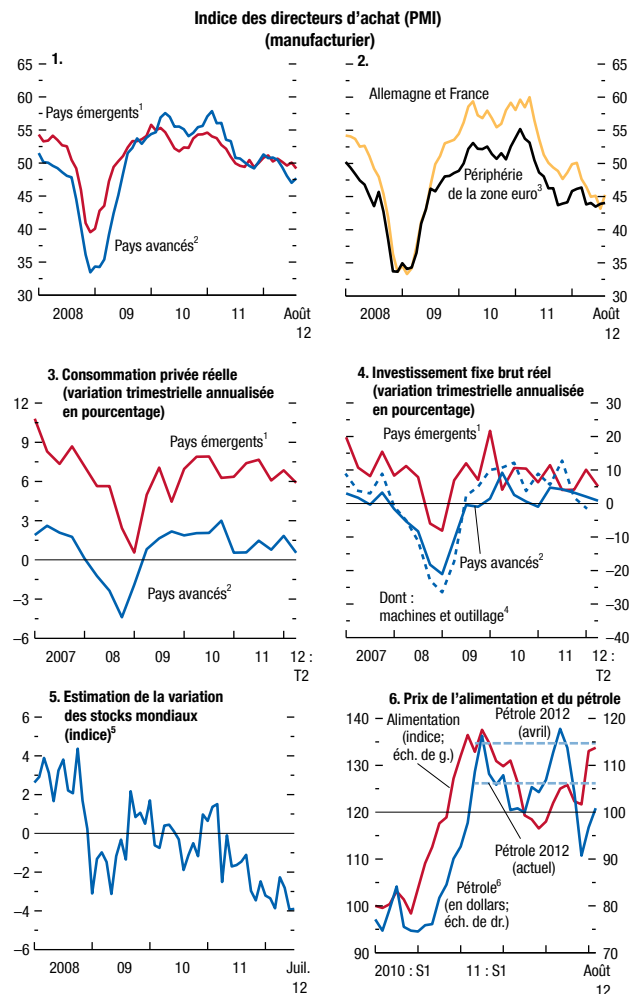 Indice des directeurs d'achat (PMI)
(manufacturier)
1.
65
60
55
50
45
40
35
30
Pays émergents1
Pays avancés2
2008
09
10
11
Août
12
2.
65
60
55
50
45
40
35
30
Allemagne et France
Périphérie
de la zone euro3
2008
09
10
11
Août
12
3. Consommation privée réelle
(variation trimestrielle annualisée
en pourcentage)
12
9
6
3
0
–3
–6
Pays émergents1
Pays avancés2
2007
08
09
10
11
12 :
T2
4. Investissement fixe brut réel
(variation trimestrielle annualisée
en pourcentage)
30
20
10
0
–10
–20
–30
–40
Pays émergents1
Pays avancés2
Dont :
machines et outillage4
2007
08
09
10
11
12 :
T2
5. Estimation de la variation
des stocks mondiaux
(indice)5
6
4
2
0
–2
–4
–6
2008
09
10
11
Juil.
12
6. Prix de l'alimentation et du pétrole
140
130
120
110
100
90
Alimentation
(indice;
éch. de g.)
Pétrole 2012
(avril)
Pétrole 2012
(actuel)
Pétrole6
(en dollars;
éch. de dr.)
120
110
100
90
80
70
2010 : S1
11 : S1
Août
12